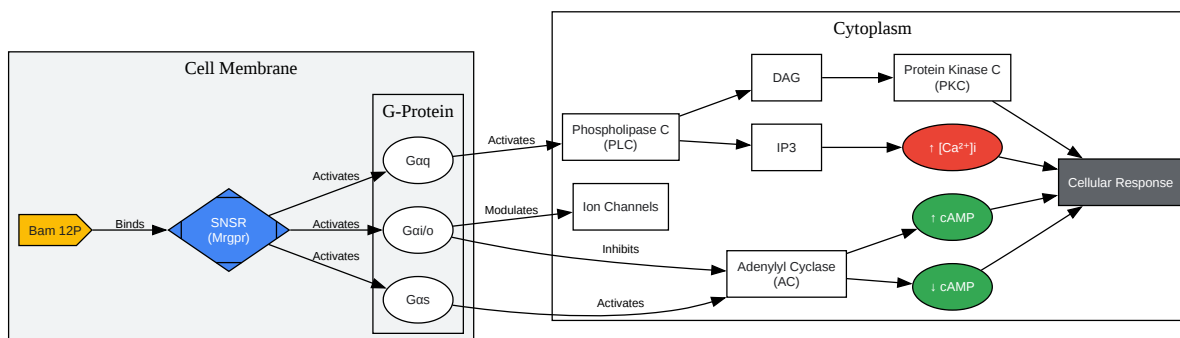 Cytoplasm
Cell Membrane
G-Protein
DAG
Protein Kinase C
(PKC)
Activates
Phospholipase C
(PLC)
IP3
↑ [Ca²⁺]i
Gαq
Activates
Cellular Response
Bam 12P
Binds
SNSR
(Mrgpr)
Activates
Gαi/o
Modulates
Ion Channels
↑ cAMP
Inhibits
Activates
Adenylyl Cyclase
(AC)
↓ cAMP
Gαs
Activates